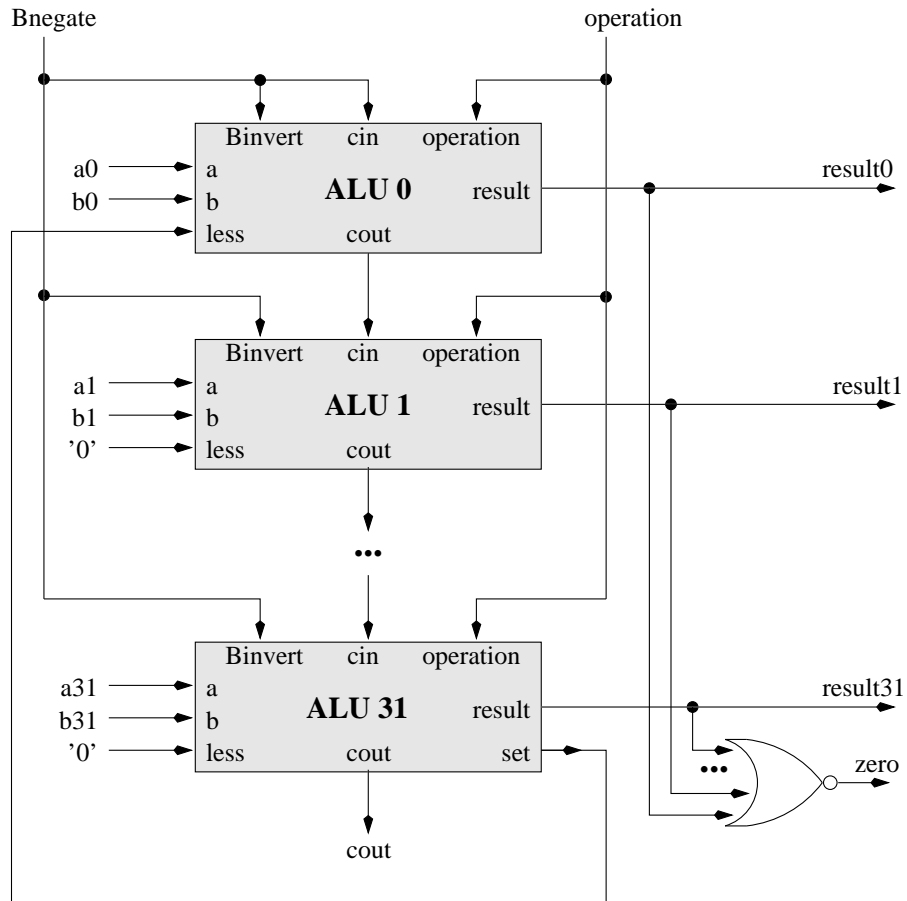 Bnegate
operation
Binvert cin operation
a0 a
ALU 0
result
result0
b0 b
less cout
Binvert cin operation
a1 a
ALU 1
result
result1
b1 b
'0' less cout
•••
Binvert cin operation
a31 a
ALU 31
result
result31
b31 b
'0' less cout set
•••
zero
cout